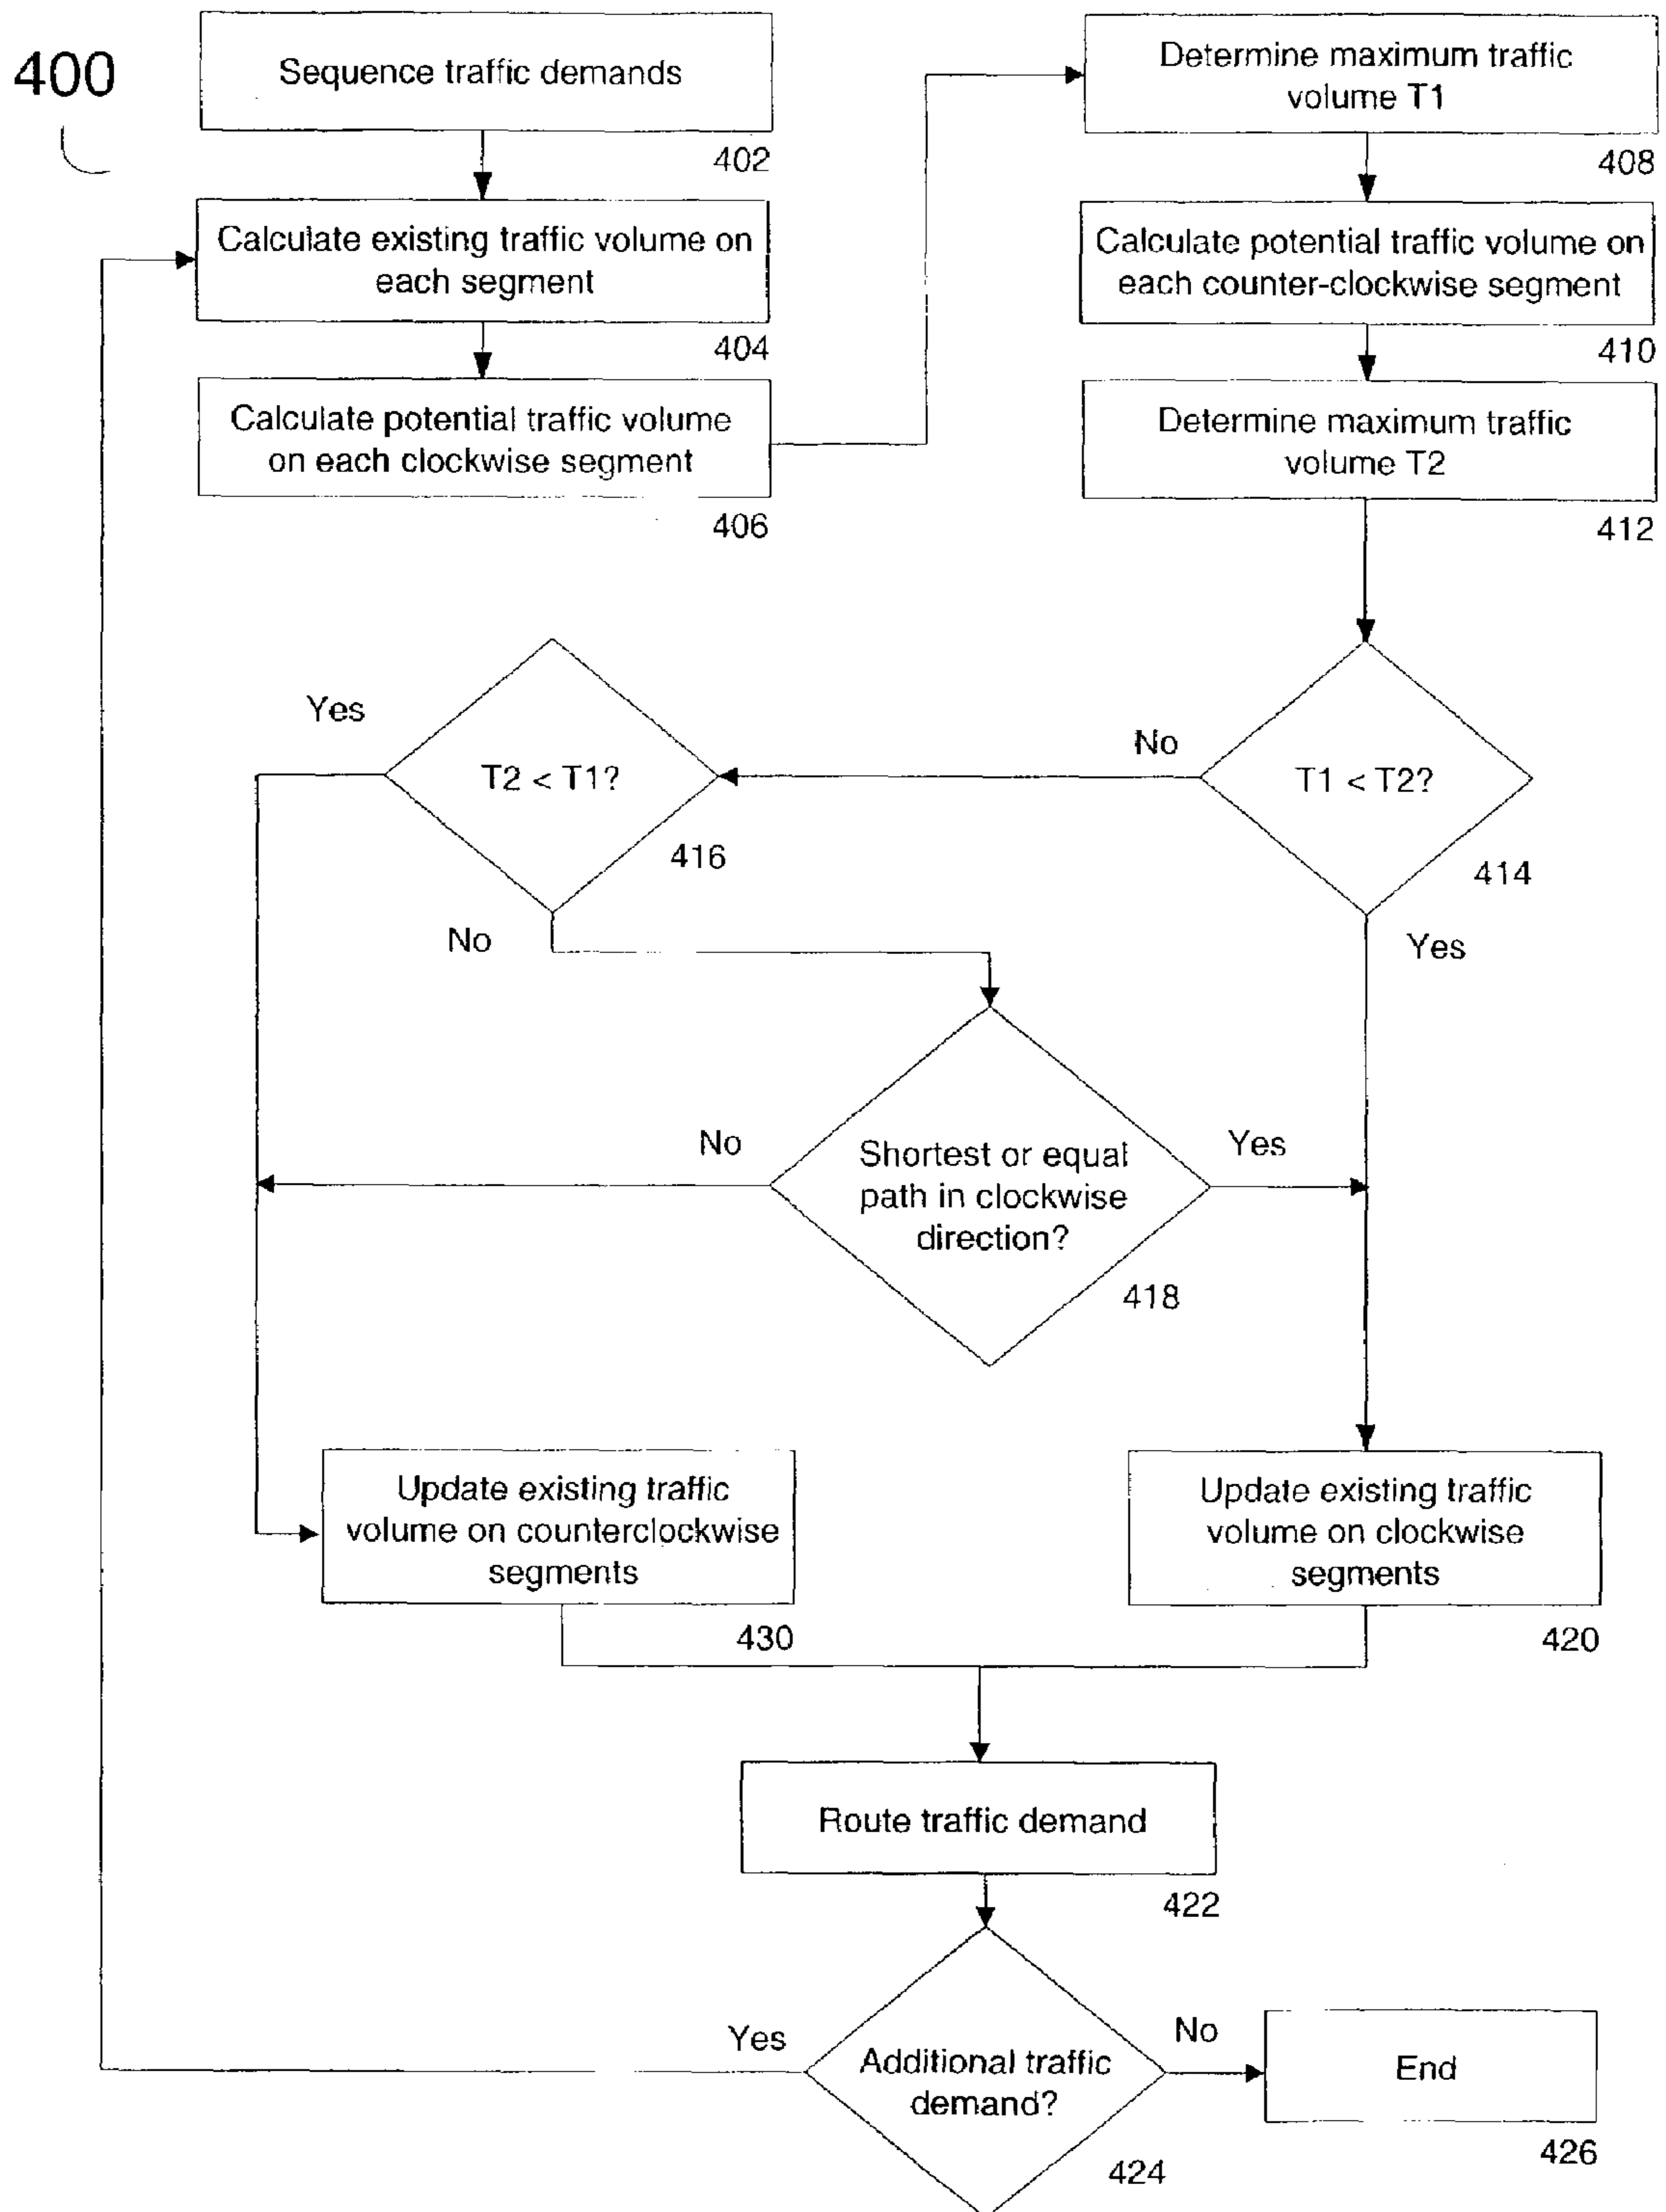 400
Sequence traffic demands
402
Calculate existing traffic volume on
each segment
404
Calculate potential traffic volume
on each clockwise segment
406
Determine maximum traffic
volume T1
408
Calculate potential traffic volume on
each counter-clockwise segment
410
Determine maximum traffic
volume T2
412
T1 < T2?
414
No
Yes
T2 < T1?
416
Yes
No
Shortest or equal
path in clockwise
direction?
418
No
Yes
Update existing traffic
volume on counterclockwise
segments
430
Update existing traffic
volume on clockwise
segments
420
Route traffic demand
422
Additional traffic
demand?
424
Yes
No
End
426